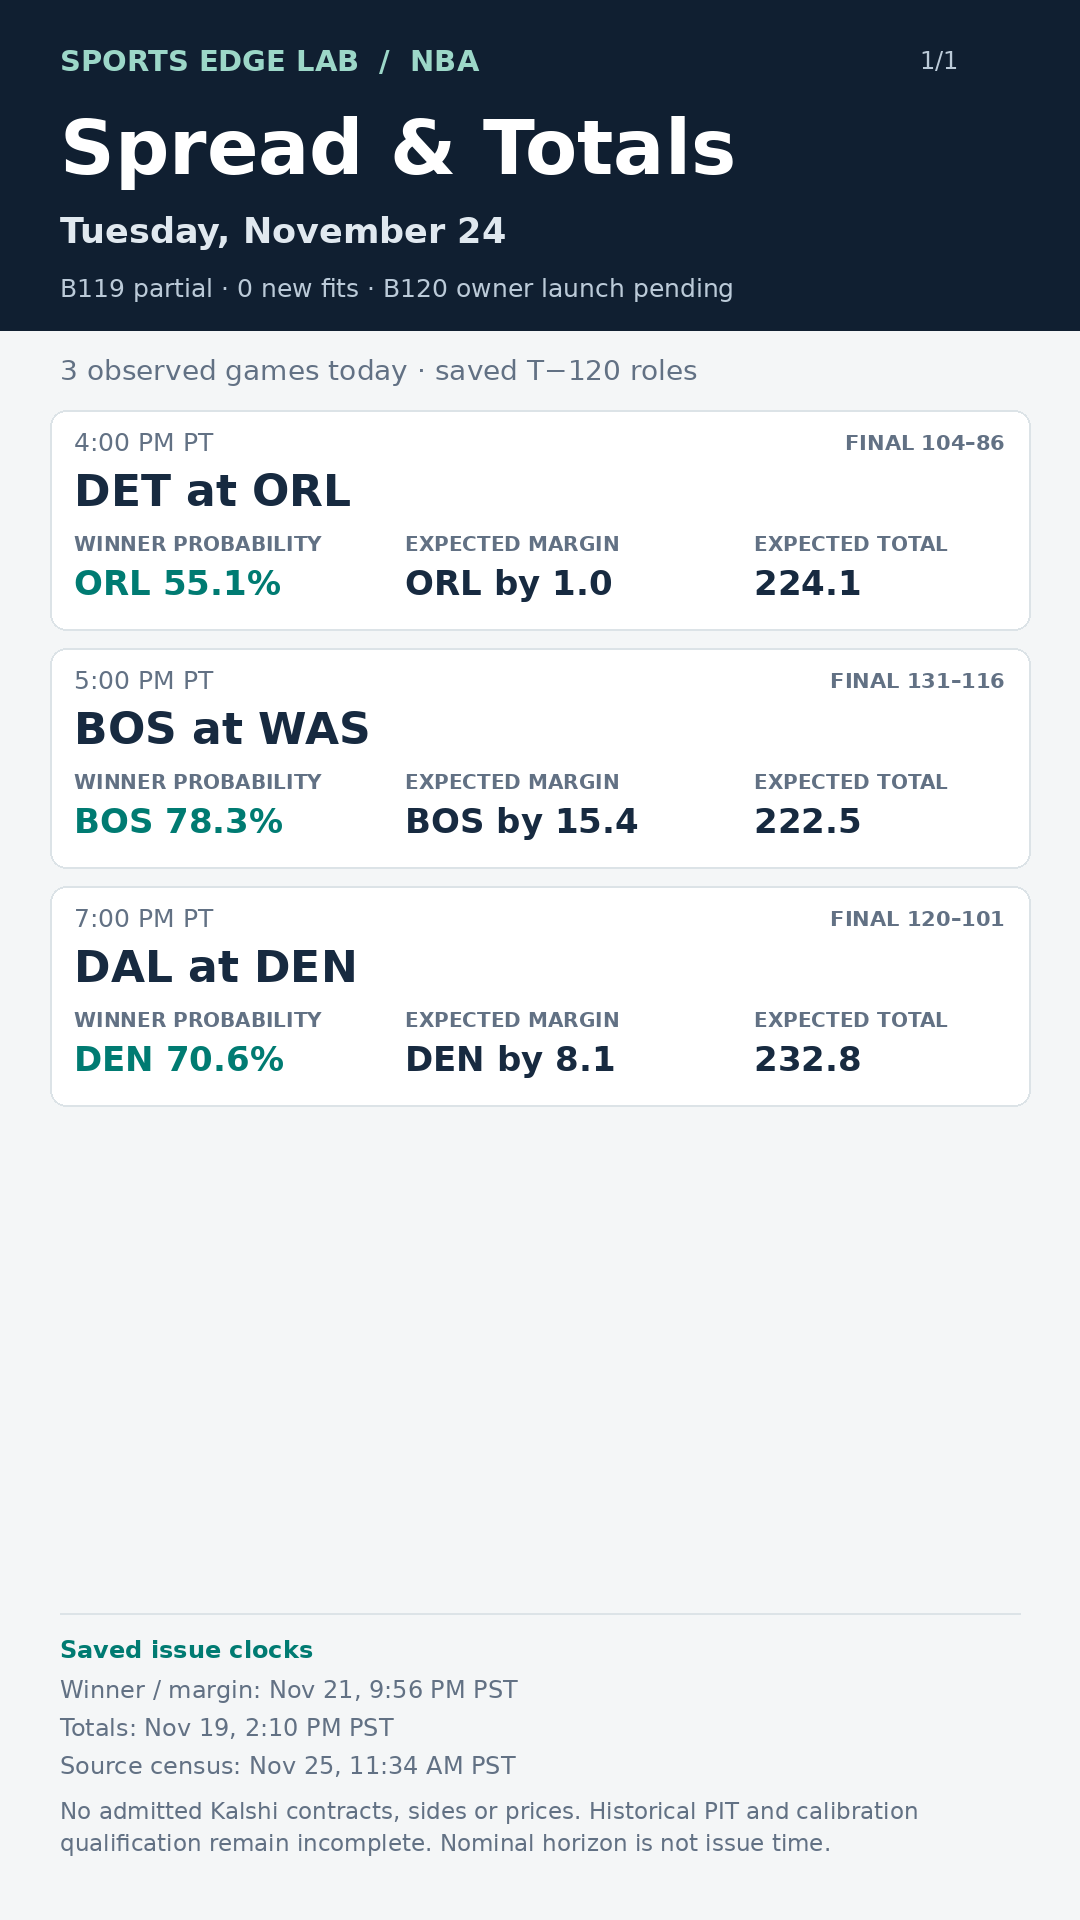 SPORTS EDGE LAB / NBA 1/1
Spread & Totals
Tuesday, November 24
B119 partial · 0 new fits · B120 owner launch pending
3 observed games today · saved T−120 roles
4:00 PM PT FINAL 104–86
DET at ORL
WINNER PROBABILITY EXPECTED MARGIN EXPECTED TOTAL
ORL 55.1% ORL by 1.0 224.1
5:00 PM PT FINAL 131–116
BOS at WAS
WINNER PROBABILITY EXPECTED MARGIN EXPECTED TOTAL
BOS 78.3% BOS by 15.4 222.5
7:00 PM PT FINAL 120–101
DAL at DEN
WINNER PROBABILITY EXPECTED MARGIN EXPECTED TOTAL
DEN 70.6% DEN by 8.1 232.8
Saved issue clocks
Winner / margin: Nov 21, 9:56 PM PST
Totals: Nov 19, 2:10 PM PST
Source census: Nov 25, 11:34 AM PST
No admitted Kalshi contracts, sides or prices. Historical PIT and calibration
qualification remain incomplete. Nominal horizon is not issue time.